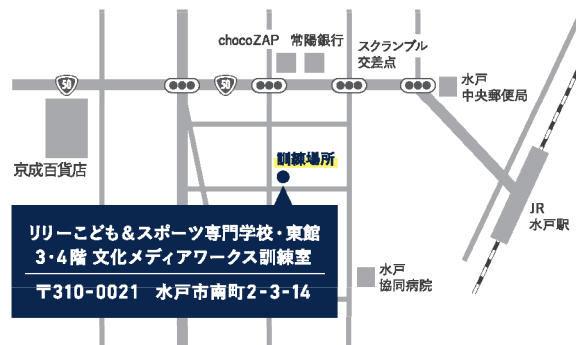 chocoZAP 常陽銀行
スクランブル
交差点
50
50
水戸
中央郵便局
京成百貨店
訓練場所
JR
水戸駅
リリーこども&スポーツ専門学校・東館
3・4階 文化メディアワークス訓練室
〒310-0021 水戸市南町2-3-14
水戸
協同病院